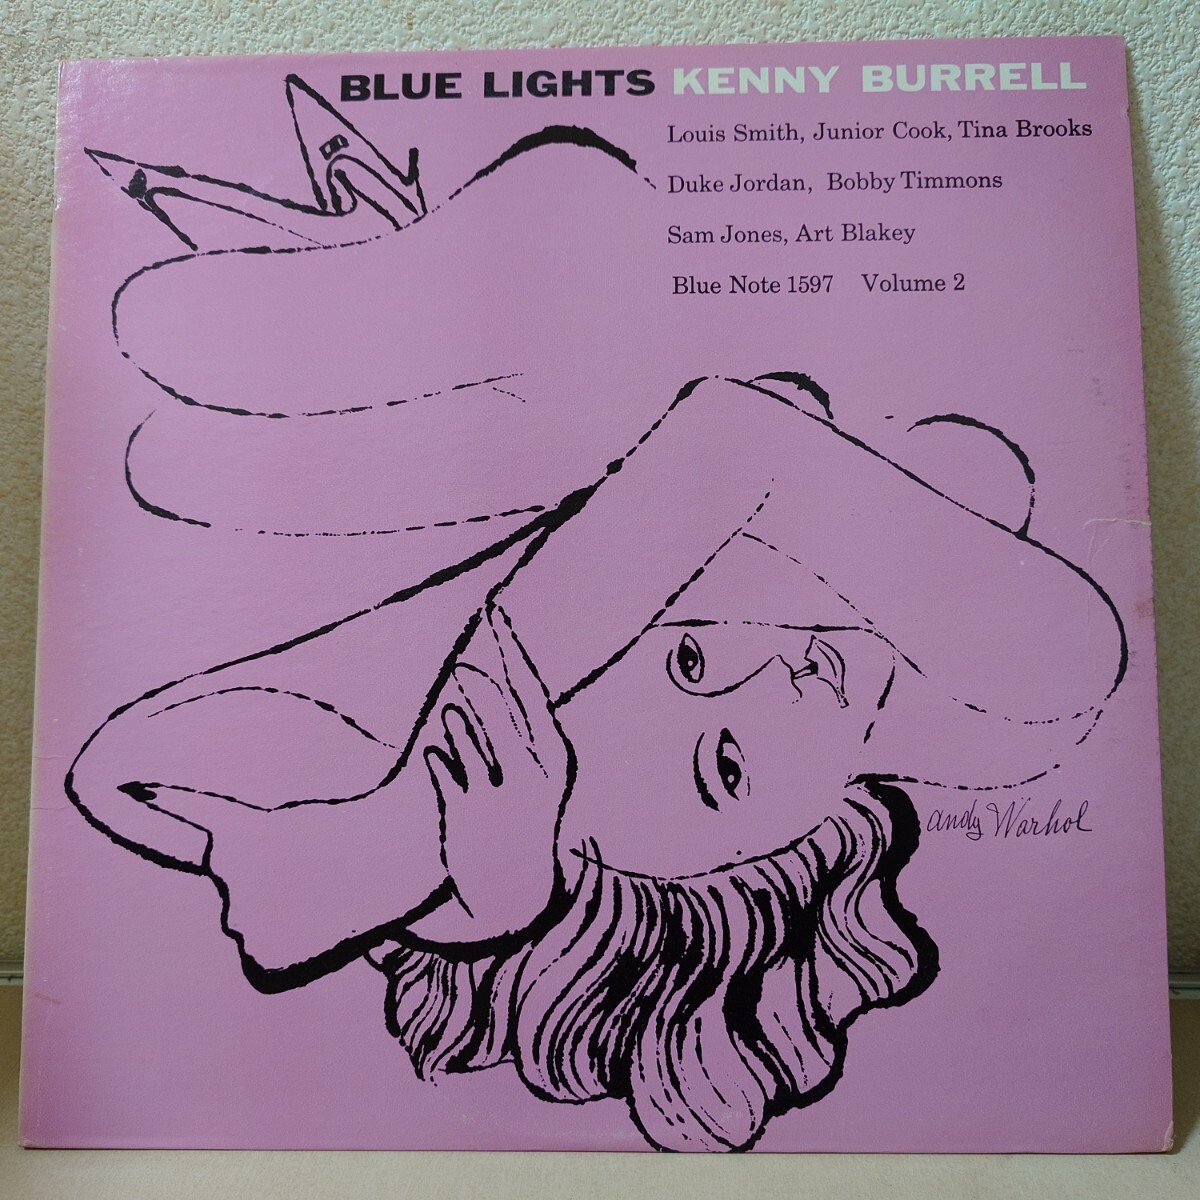 BLUE LIGHTS KENNY BURRELL
Louis Smith, Junior Cook, Tina Brooks
Duke Jordan, Bobby Timmons
Sam Jones, Art Blakey
Blue Note 1597 Volume 2
andy Warhol